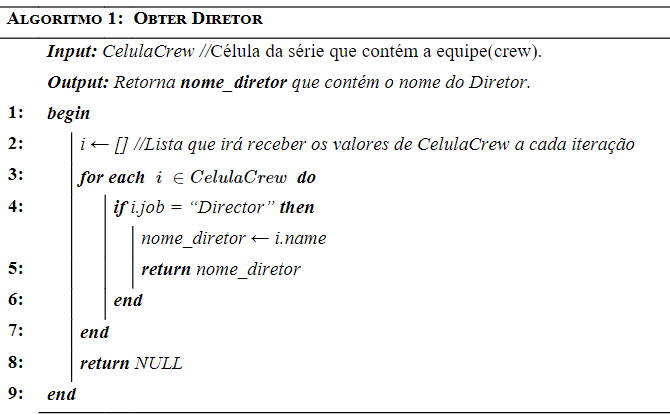 ALGORITMO 1: OBTER DIRETOR
Input: CelulaCrew //Célula da série que contém a equipe(crew).
Output: Retorna nome_diretor que contém o nome do Diretor.
1: begin
2: i ← [] //Lista que irá receber os valores de CelulaCrew a cada iteração
3: for each i ∈ CelulaCrew do
4: if i.job = “Director” then
nome_diretor ← i.name
5: return nome_diretor
6: end
7: end
8: return NULL
9: end